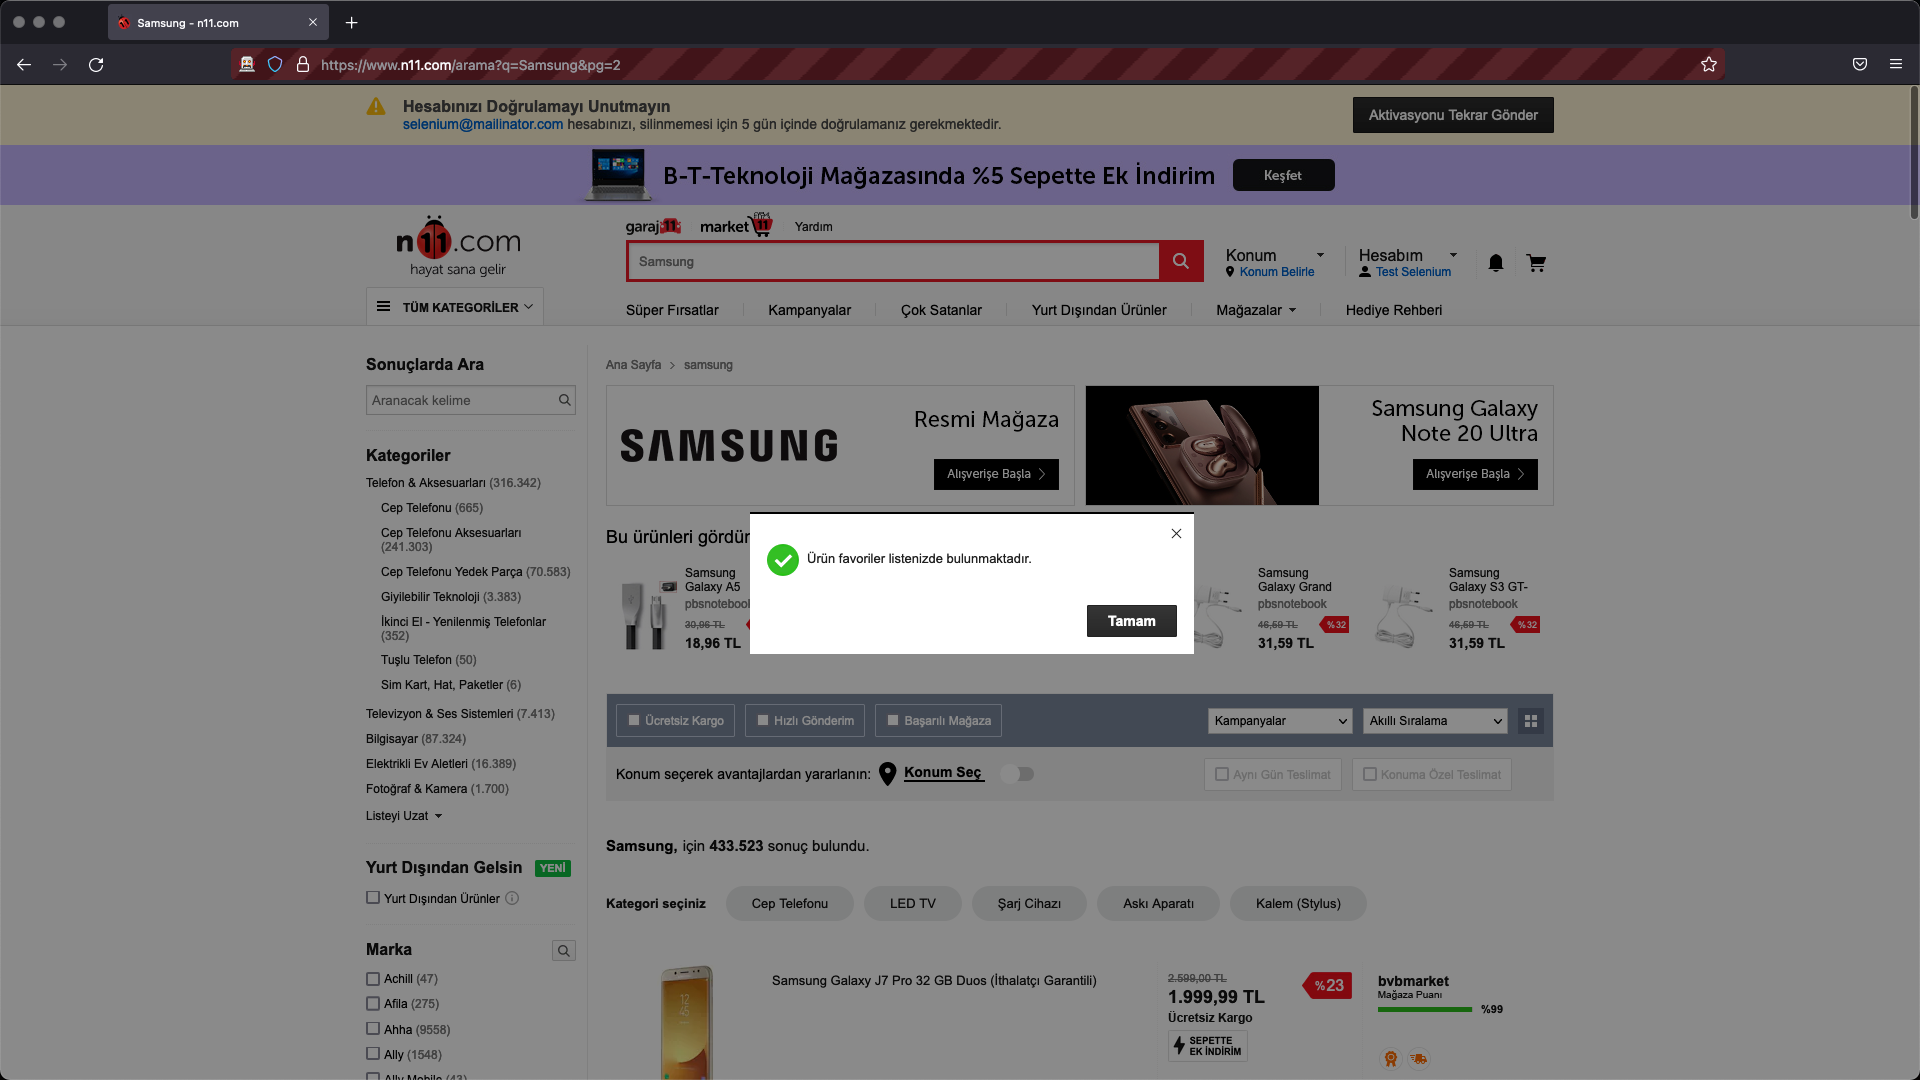 Samsung - n11.com
https://www.n11.com/arama?q=Samsung&pg=2
Hesabınızı Doğrulamayı Unutmayın
selenium@mailinator.com hesabınızı, silinmemesi için 5 gün içinde doğrulamanız gerekmektedir.
Aktivasyonu Tekrar Gönder
B-T-Teknoloji Mağazasında %5 Sepette Ek İndirim
Keşfet
n11.com
hayat sana gelir
garaj11
market 11
Yardım
Samsung
Konum
Konum Belirle
Hesabım
Test Selenium
TÜM KATEGORİLER
Süper Fırsatlar
Kampanyalar
Çok Satanlar
Yurt Dışından Ürünler
Mağazalar
Hediye Rehberi
Sonuçlarda Ara
Aranacak kelime
Kategoriler
Telefon & Aksesuarları (316.342)
Cep Telefonu (665)
Cep Telefonu Aksesuarları
(241.303)
Cep Telefonu Yedek Parça (70.583)
Giyilebilir Teknoloji (3.383)
İkinci El - Yenilenmiş Telefonlar
(352)
Tuşlu Telefon (50)
Sim Kart, Hat, Paketler (6)
Televizyon & Ses Sistemleri (7.413)
Bilgisayar (87.324)
Elektrikli Ev Aletleri (16.389)
Fotoğraf & Kamera (1.700)
Listeyi Uzat
Yurt Dışından Gelsin YENİ
Yurt Dışından Ürünler
Marka
Achill (47)
Afila (275)
Ahha (9558)
Ally (1548)
Ally Mobile (43)
Ana Sayfa > samsung
SAMSUNG
Resmi Mağaza
Alışverişe Başla
Samsung Galaxy
Note 20 Ultra
Alışverişe Başla
Bu ürünleri gördün
Samsung
Galaxy A5
pbsnotebook
30,96 TL
18,96 TL
Samsung
Galaxy Grand
pbsnotebook
46,59 TL
%32
31,59 TL
Samsung
Galaxy S3 GT-
pbsnotebook
46,59 TL
%32
31,59 TL
Ürün favoriler listenizde bulunmaktadır.
Tamam
Ücretsiz Kargo
Hızlı Gönderim
Başarılı Mağaza
Kampanyalar
Akıllı Sıralama
Konum seçerek avantajlardan yararlanın:
Konum Seç
Aynı Gün Teslimat
Konuma Özel Teslimat
Samsung, için 433.523 sonuç bulundu.
Kategori seçiniz
Cep Telefonu
LED TV
Şarj Cihazı
Askı Aparatı
Kalem (Stylus)
Samsung Galaxy J7 Pro 32 GB Duos (İthalatçı Garantili)
2.599,00 TL
1.999,99 TL
%23
Ücretsiz Kargo
SEPETTE
EK İNDİRİM
bvbmarket
Mağaza Puanı
%99